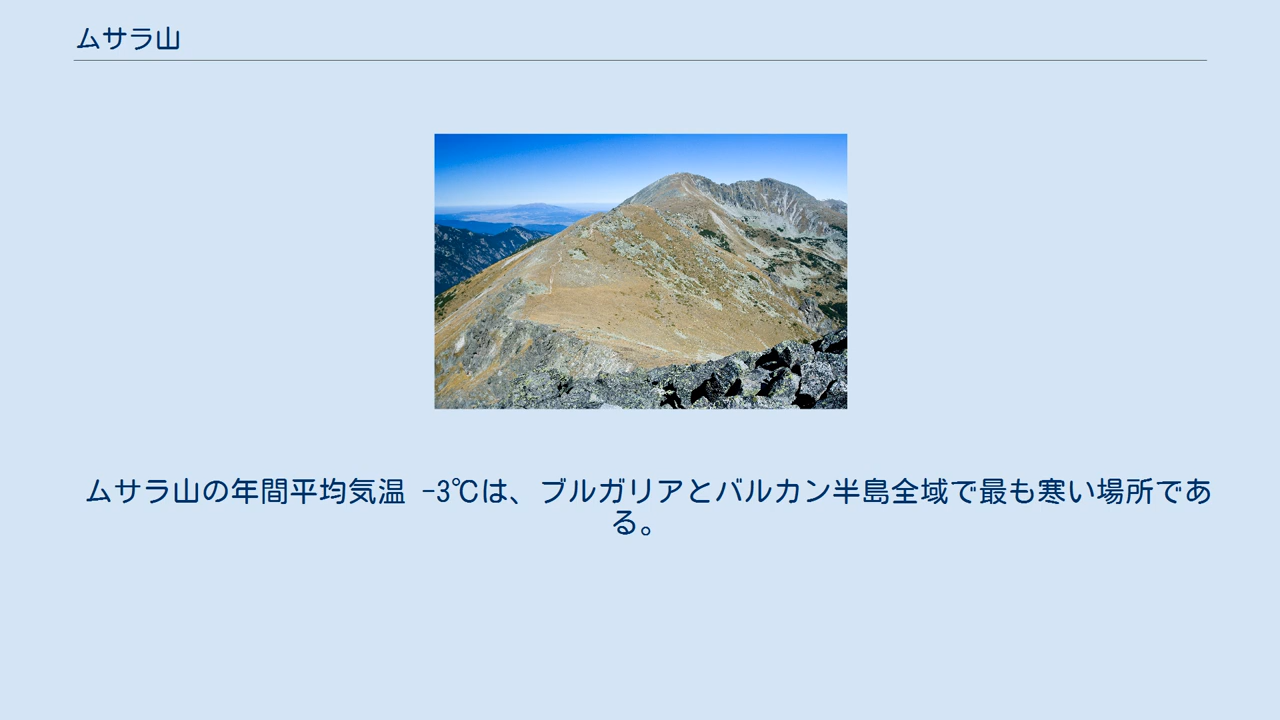 ムサラ山
ムサラ山の年間平均気温 -3℃は、ブルガリアとバルカン半島全域で最も寒い場所であ
る。